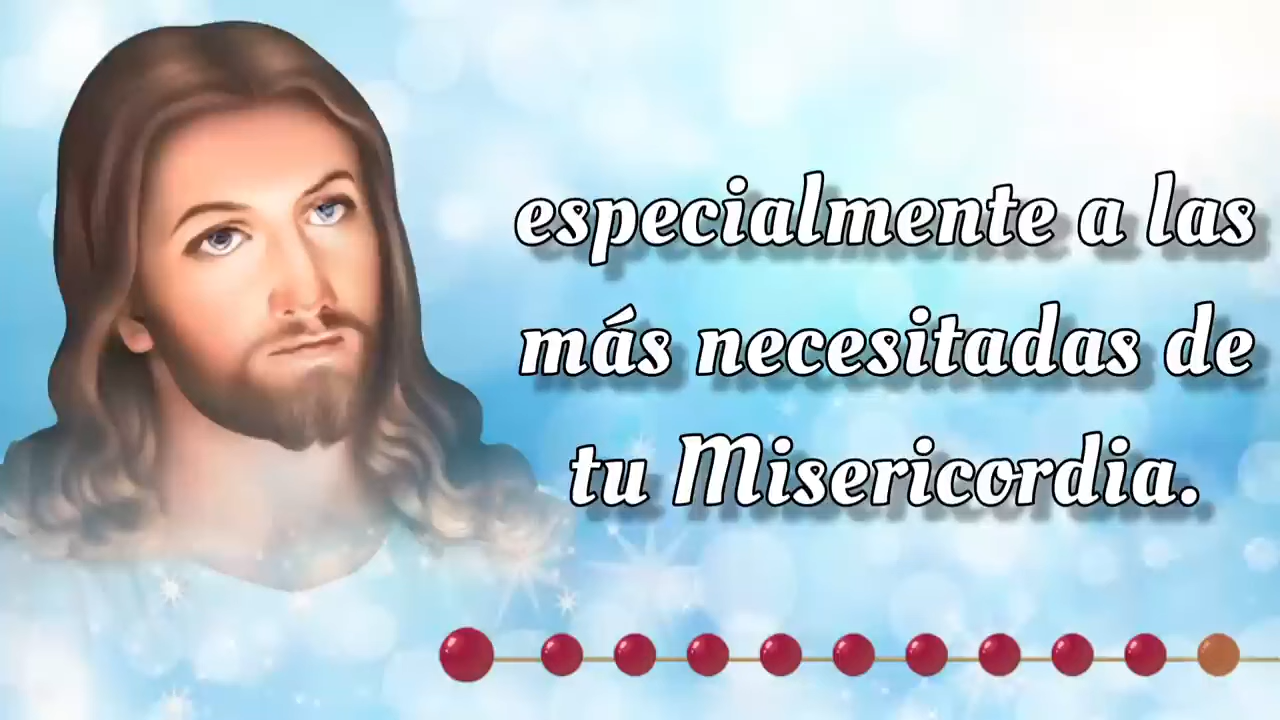 especialmente a las
más necesitadas de
tu Misericordia.